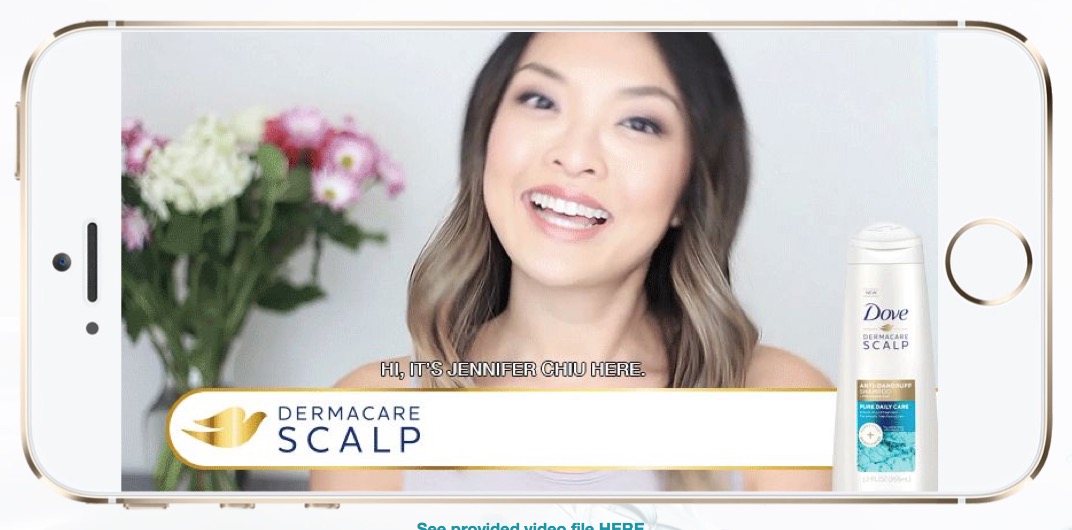 HI, IT'S JENNIFER CHIU HERE.
DERMACARE
SCALP
NEW
Dove
DERMACARE
SCALP
ANTI-DANDRUFF
SHAMPOO
PURE DAILY CARE
See provided video file HERE